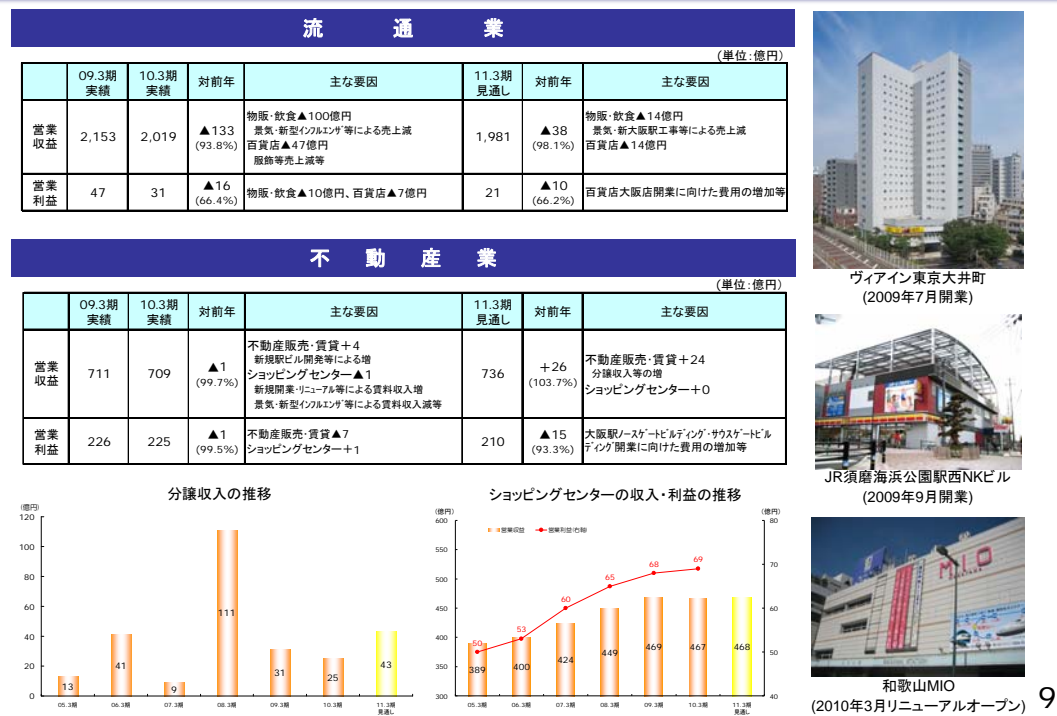 流通業
(単位:億円)
09.3期実績 10.3期実績 対前年 主な要因 11.3期見通し 対前年 主な要因
営業収益 2,153 2,019 ▲133 (93.8%)
物販・飲食▲100億円
景気・新型インフルエンザ等による売上減
百貨店▲47億円
服飾等売上減等
1,981 ▲38 (98.1%)
物販・飲食▲14億円
景気・新大阪駅工事等による売上減
百貨店▲14億円
営業利益 47 31 ▲16 (66.4%) 物販・飲食▲10億円、百貨店▲7億円 21 ▲10 (66.2%) 百貨店大阪店開業に向けた費用の増加等
不動産業
(単位:億円)
09.3期実績 10.3期実績 対前年 主な要因 11.3期見通し 対前年 主な要因
営業収益 711 709 ▲1 (99.7%)
不動産販売・賃貸+4
新規駅ビル開発等による増
ショッピングセンター▲1
新規開業・リニューアル等による賃料収入増
景気・新型インフルエンザ等による賃料収入減等
736 +26 (103.7%)
不動産販売・賃貸+24
分譲収入等の増
ショッピングセンター+0
営業利益 226 225 ▲1 (99.5%)
不動産販売・賃貸▲7
ショッピングセンター+1
210 ▲15 (93.3%)
大阪駅ノースゲートビルディング・サウスゲートビル
ディング開業に向けた費用の増加等
分譲収入の推移
(億円)
120
100
80
60
40
20
0
13 41 9 111 31 25 43
05.3期 06.3期 07.3期 08.3期 09.3期 10.3期 11.3期見通し
ショッピングセンターの収入・利益の推移
(億円) (億円)
営業収益 営業利益(右軸)
600 80
550
70
500
450 60
400
50
350
300 40
50 53 60 65 68 69
389 400 424 449 469 467 468
05.3期 06.3期 07.3期 08.3期 09.3期 10.3期 11.3期見通し
ヴィアイン東京大井町
(2009年7月開業)
JR須磨海浜公園駅西NKビル
(2009年9月開業)
MIO
和歌山MIO
(2010年3月リニューアルオープン)
9